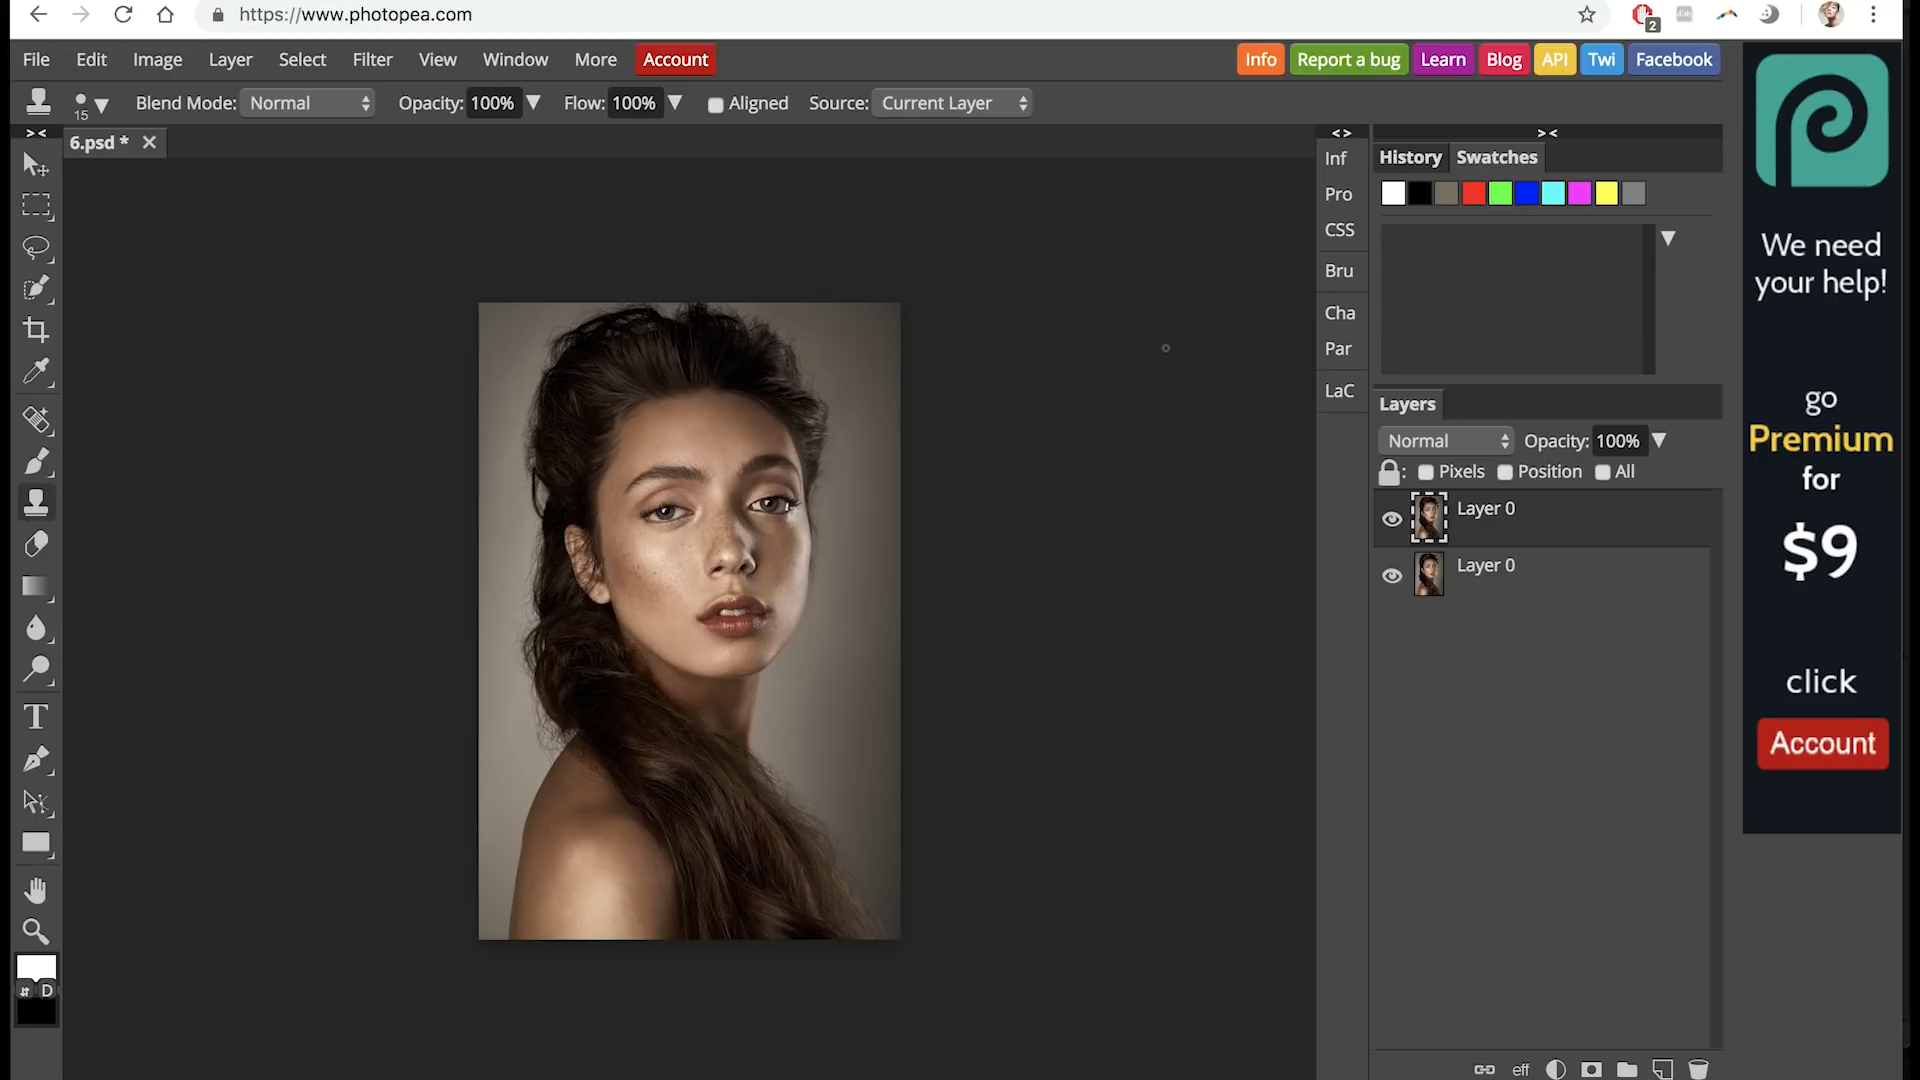 https://www.photopea.com
2
File Edit Image Layer Select Filter View Window More Account
Info Report a bug Learn Blog API Twi Facebook
15 Blend Mode: Normal Opacity: 100% Flow: 100% Aligned Source: Current Layer
6.psd *
Inf
Pro
CSS
Bru
Cha
Par
LaC
History Swatches
Layers
Normal Opacity: 100%
: Pixels Position All
Layer 0
Layer 0
T
D
eff
We need
your help!
go
Premium
for
$9
click
Account